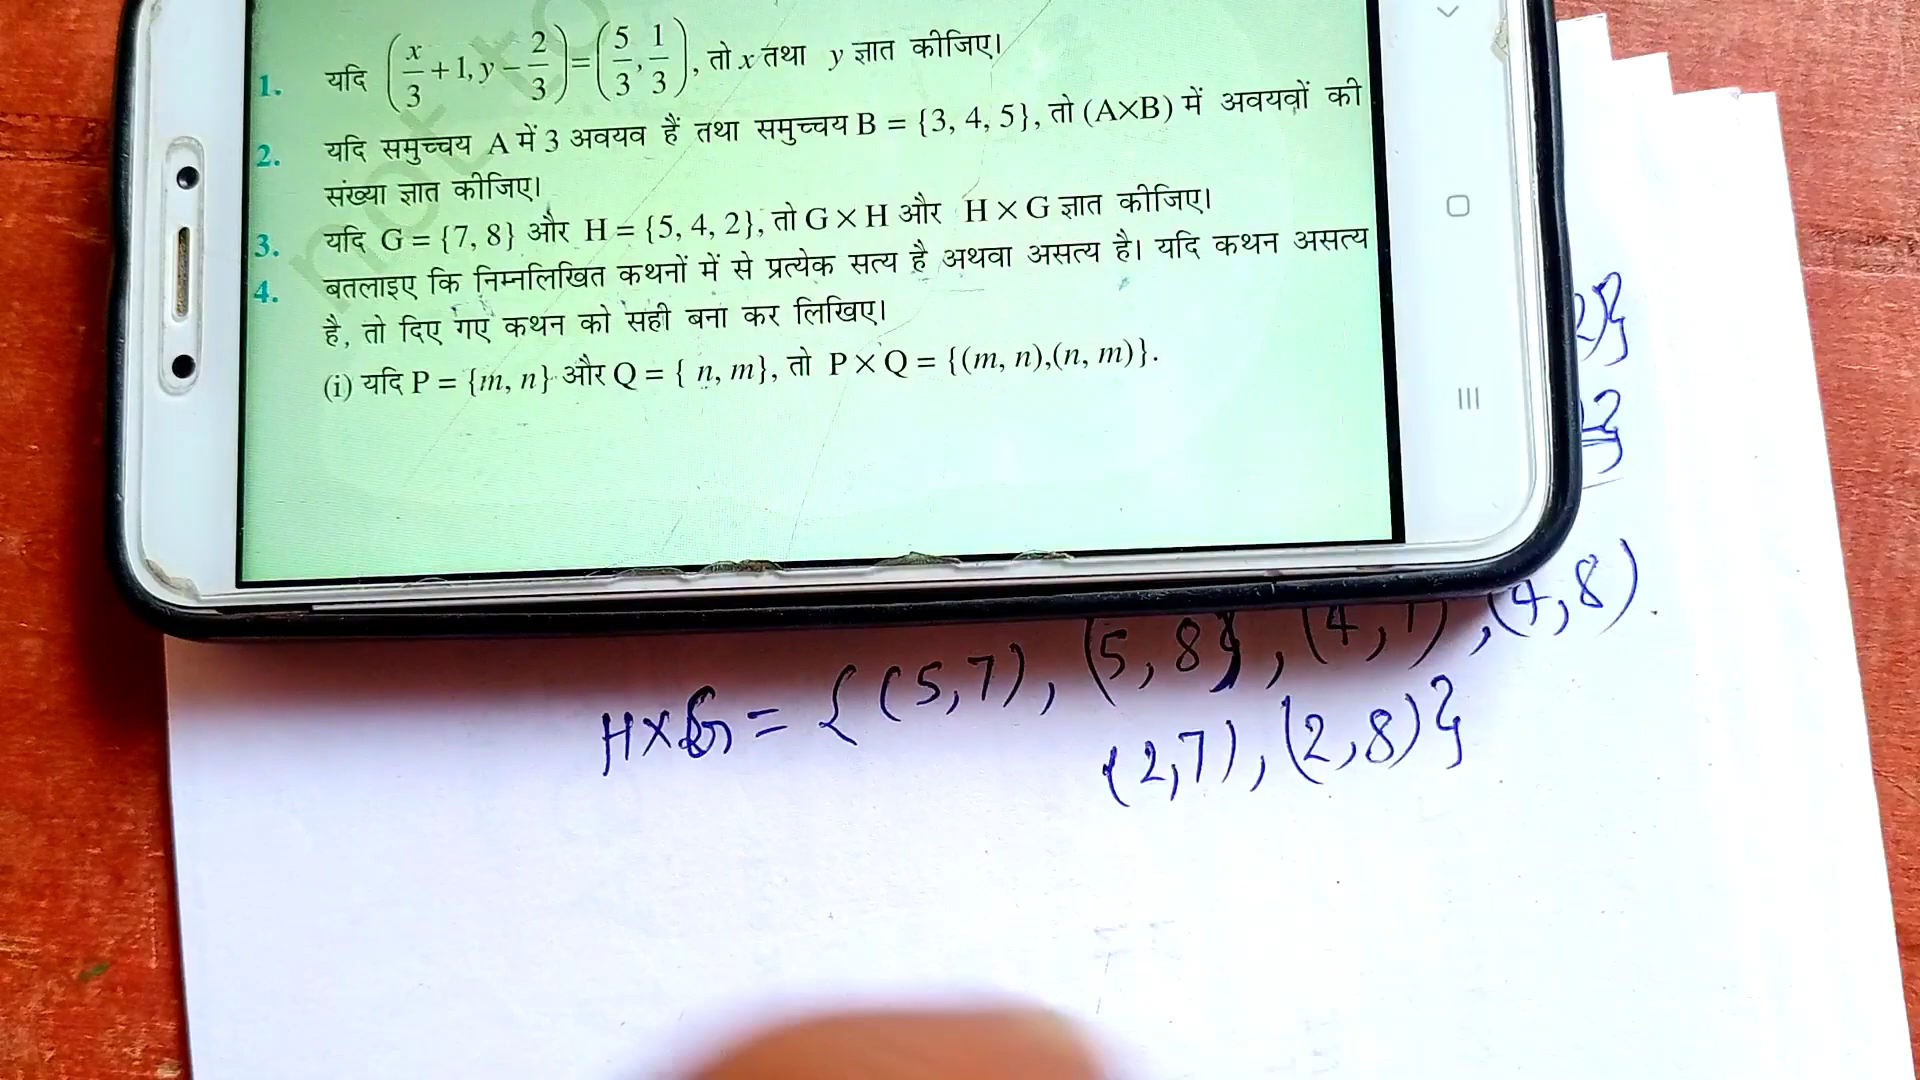 1. यदि (x/3 + 1, y – 2/3) = (5/3, 1/3), तो x तथा y ज्ञात कीजिए।
2. यदि समुच्चय A में 3 अवयव हैं तथा समुच्चय B = {3, 4, 5}, तो (A×B) में अवयवों की
संख्या ज्ञात कीजिए।
3. यदि G = {7, 8} और H = {5, 4, 2}, तो G × H और H × G ज्ञात कीजिए।
4. बतलाइए कि निम्नलिखित कथनों में से प्रत्येक सत्य है अथवा असत्य है। यदि कथन असत्य
है, तो दिए गए कथन को सही बना कर लिखिए।
(i) यदि P = {m, n} और Q = { n, m}, तो P × Q = {(m, n),(n, m)}.
H×G = {(5,7), (5,8), (4,7), (4,8).
(2,7), (2,8)}